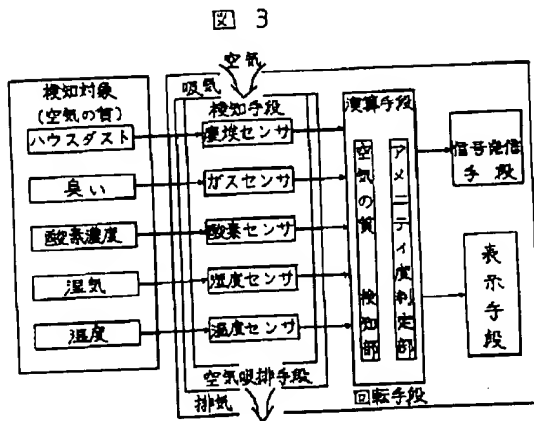 図 3
空気
吸気
検知対象
(空気の質)
ハウスダスト
臭い
酸素濃度
湿気
温度
検知手段
塵埃センサ
ガスセンサ
酸素センサ
湿度センサ
温度センサ
空気吸排手段
排気
演算手段
空気の質 検知部
アメニティ度判定部
回転手段
信号発信
手段
表示手段